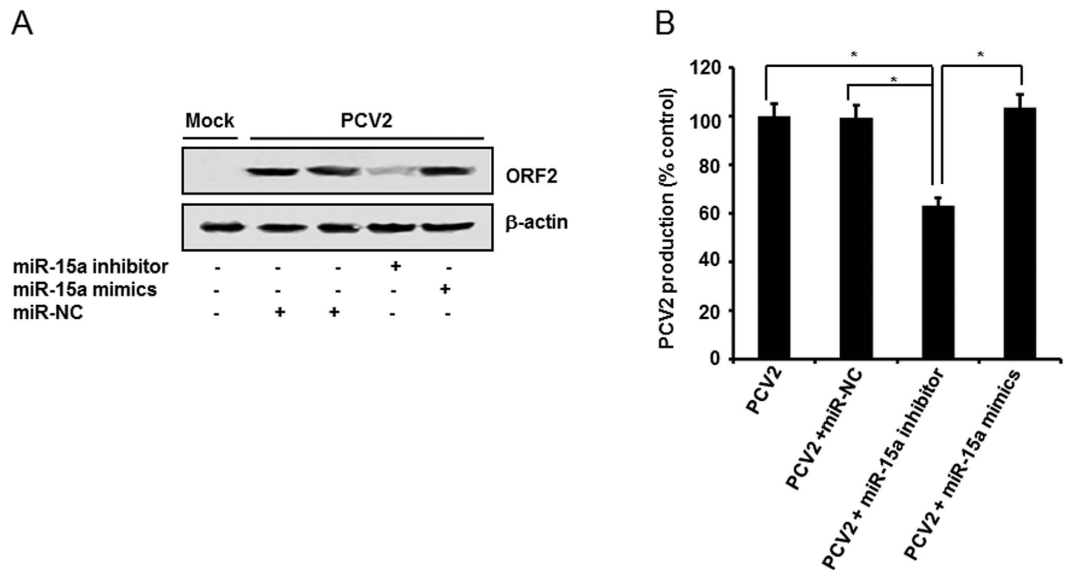 A
Mock PCV2
ORF2
β-actin
miR-15a inhibitor - - - + -
miR-15a mimics - - - - +
miR-NC - + + - -
B
PCV2 production (% control)
120
100
80
60
40
20
0
* * *
PCV2
PCV2 +miR-NC
PCV2 + miR-15a inhibitor
PCV2 + miR-15a mimics